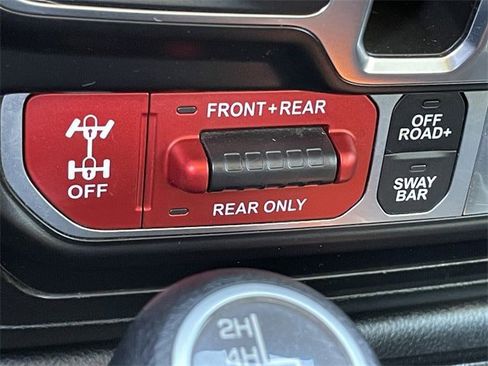 FRONT+REAR
OFF
REAR ONLY
OFF
ROAD+
SWAY
BAR
2H
4H